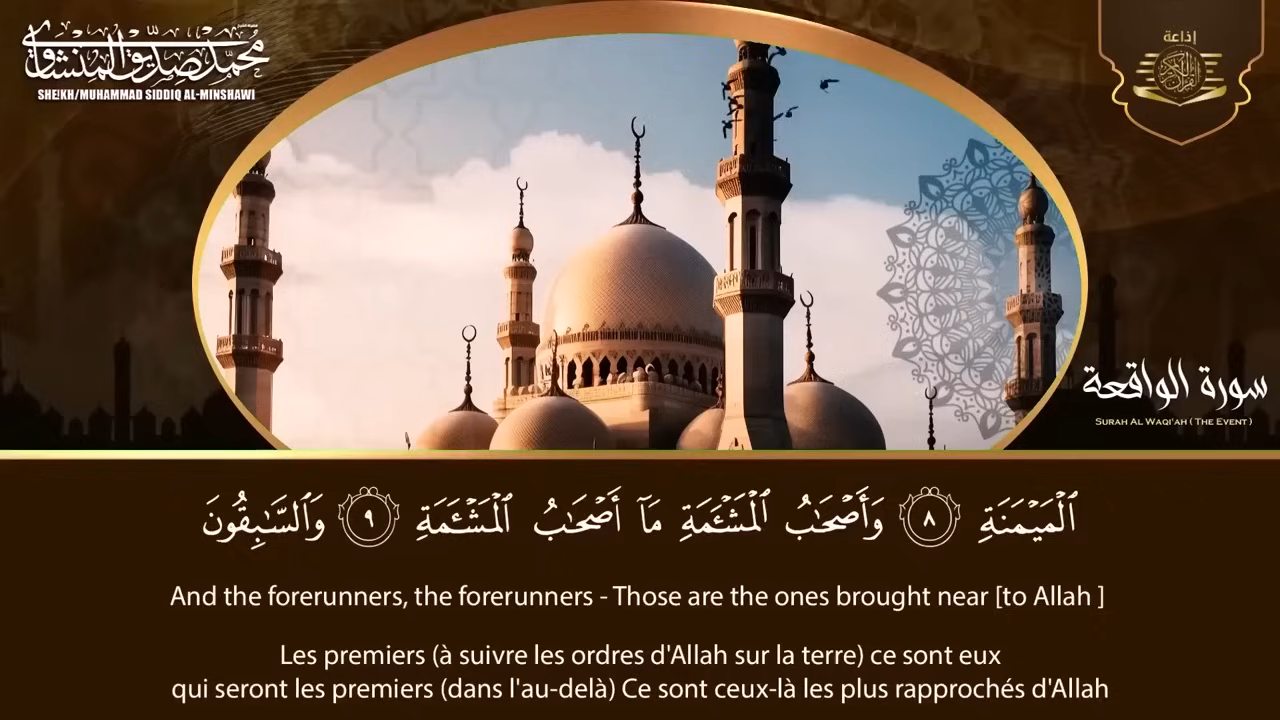 محمد صديق المنشاوي
SHEIKH/MUHAMMAD SIDDIQ AL-MINSHAWI
إذاعة
القرآن الكريم
سورة الواقعة
SURAH AL WAQI'AH ( THE EVENT )
ٱلْمَيْمَنَةِ ٨ وَأَصْحَـٰبُ ٱلْمَشْـَٔمَةِ مَآ أَصْحَـٰبُ ٱلْمَشْـَٔمَةِ ٩ وَٱلسَّـٰبِقُونَ
And the forerunners, the forerunners - Those are the ones brought near [to Allah ]
Les premiers (à suivre les ordres d'Allah sur la terre) ce sont eux
qui seront les premiers (dans l'au-delà) Ce sont ceux-là les plus rapprochés d'Allah